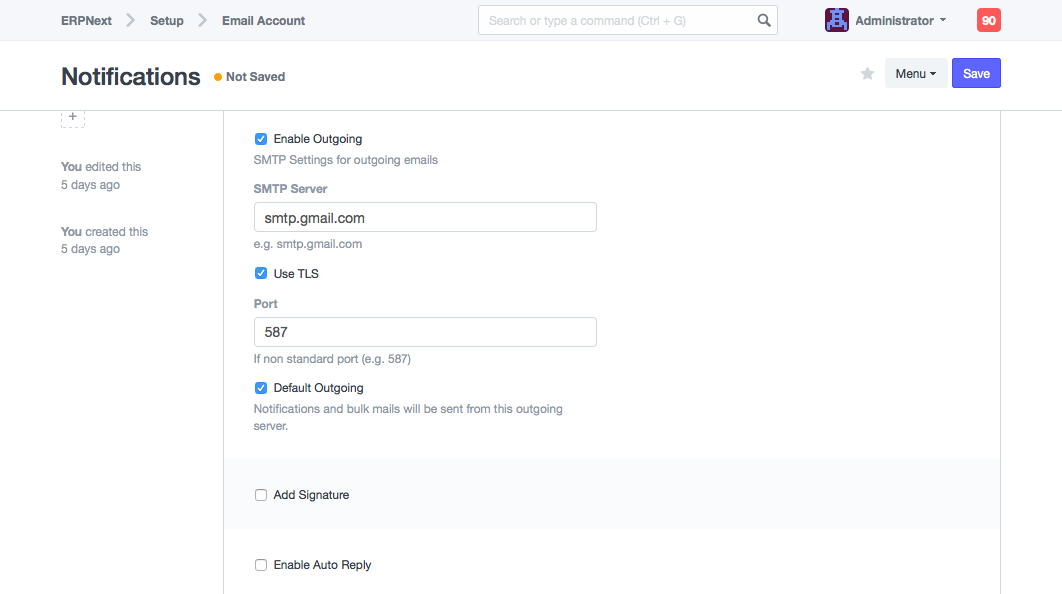 ERPNext Setup Email Account Search or type a command (Ctrl + G) Administrator 90
Notifications Not Saved Menu Save
+
You edited this
5 days ago
You created this
5 days ago
Enable Outgoing
SMTP Settings for outgoing emails
SMTP Server
smtp.gmail.com
e.g. smtp.gmail.com
Use TLS
Port
587
If non standard port (e.g. 587)
Default Outgoing
Notifications and bulk mails will be sent from this outgoing
server.
Add Signature
Enable Auto Reply